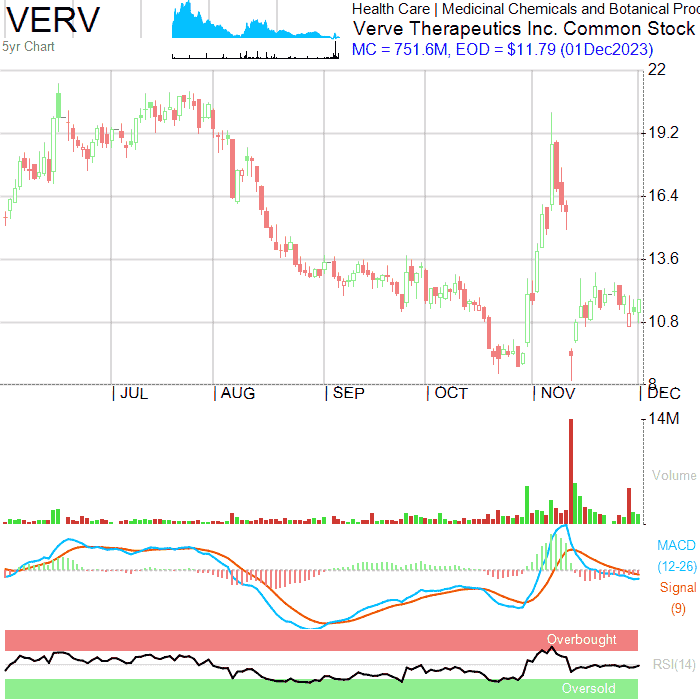 VERV
5yr Chart
Health Care | Medicinal Chemicals and Botanical Prod
Verve Therapeutics Inc. Common Stock
MC = 751.6M, EOD = $11.79 (01Dec2023)
22
19.2
16.4
13.6
10.8
8
JUL
AUG
SEP
OCT
NOV
DEC
14M
Volume
MACD
(12-26)
Signal
(9)
Overbought
RSI(14)
Oversold